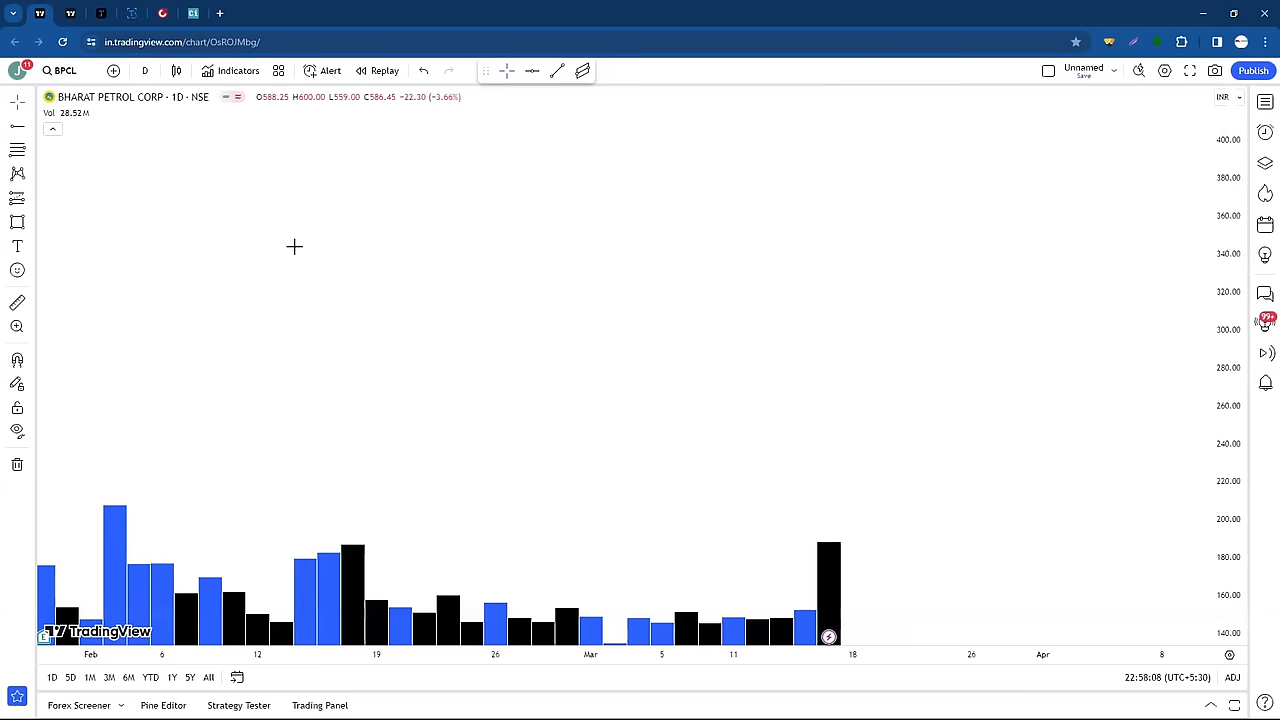 in.tradingview.com/chart/OsROJMbg/
J 11 BPCL D Indicators Alert Replay Unnamed Save Publish
BHARAT PETROL CORP · 1D · NSE O588.25 H600.00 L559.00 C586.45 −22.30 (−3.66%) INR
Vol 28.52M
400.00
380.00
360.00
340.00
320.00
300.00
99+
280.00
260.00
240.00
220.00
200.00
180.00
160.00
140.00
TradingView
Feb 6 12 19 26 Mar 5 11 18 26 Apr 8
1D 5D 1M 3M 6M YTD 1Y 5Y All 22:58:08 (UTC+5:30) ADJ
Forex Screener Pine Editor Strategy Tester Trading Panel